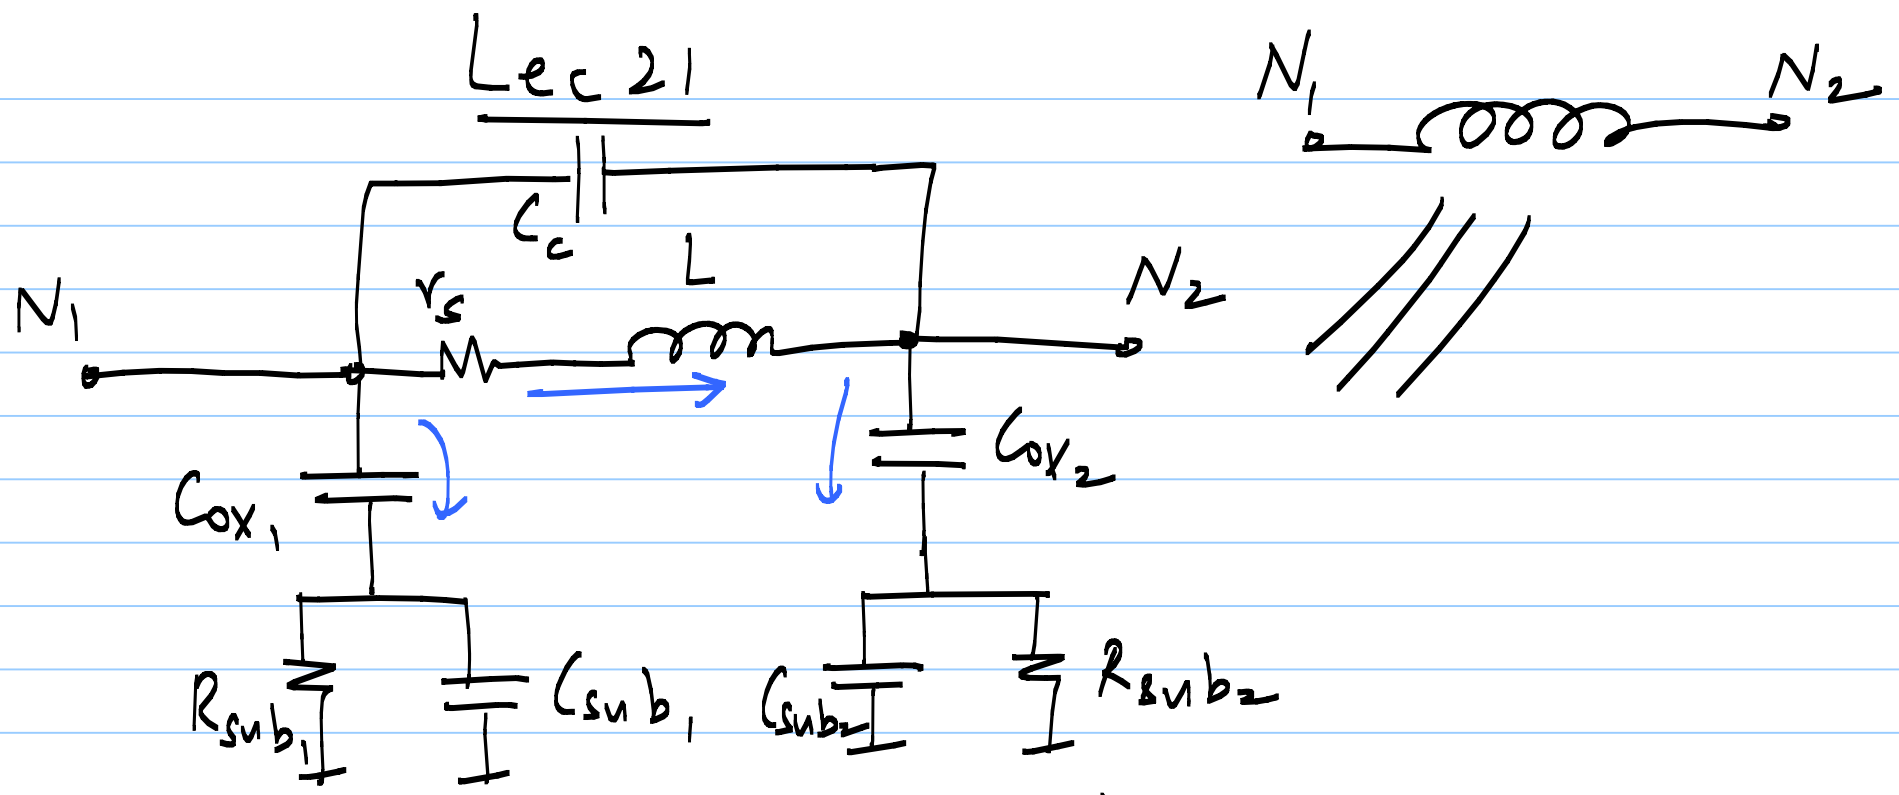 Lec 21
N1 N2
Cc
L
N1 rs N2
Cox1 Cox2
Rsub1 Csub1 Csub2 Rsub2